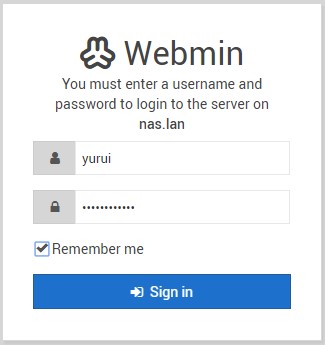 Webmin
You must enter a username and
password to login to the server on
nas.lan
yurui
••••••••••••
Remember me
Sign in